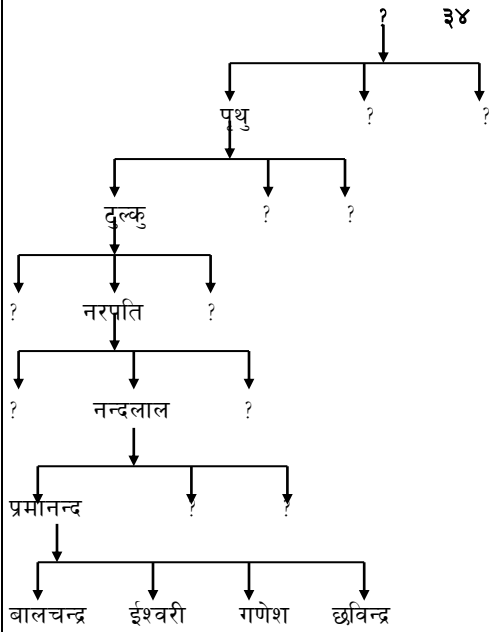 ? ३४
पृथु ? ?
टुल्कु ? ?
? नरपति ?
? नन्दलाल ?
प्रमानन्द ? ?
बालचन्द्र ईश्वरी गणेश छविन्द्र